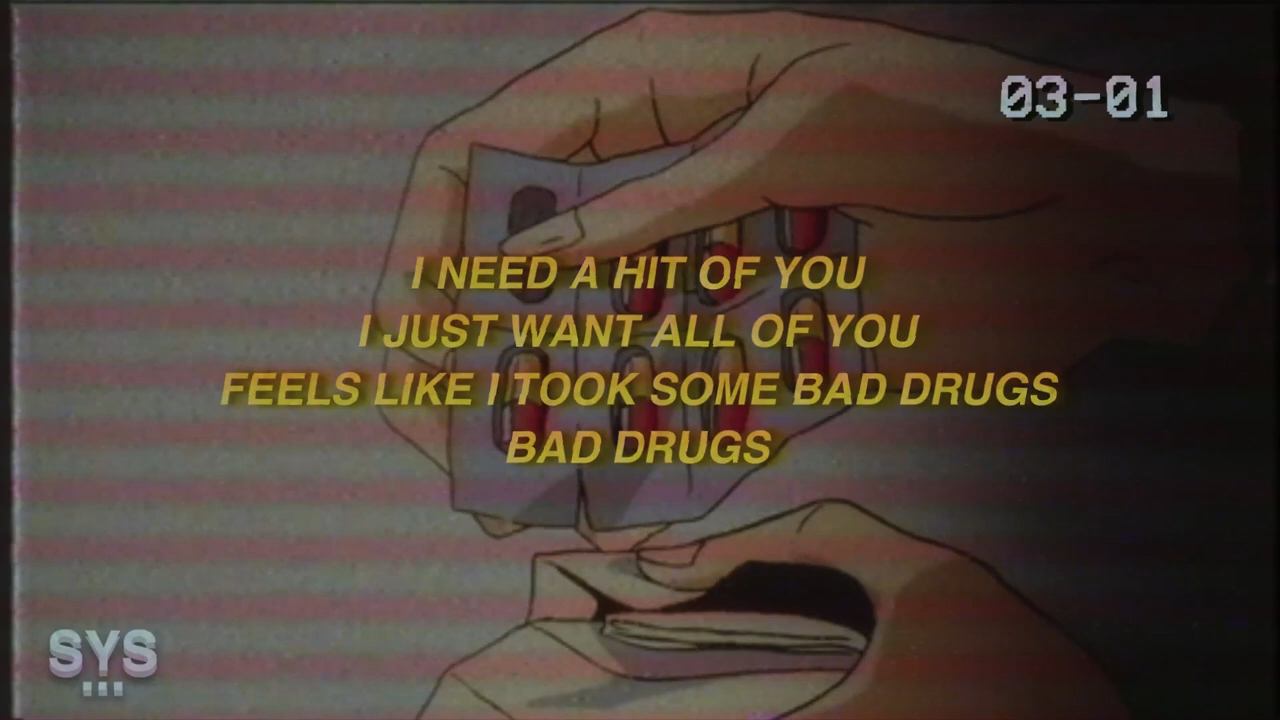 03-01
I NEED A HIT OF YOU
I JUST WANT ALL OF YOU
FEELS LIKE I TOOK SOME BAD DRUGS
BAD DRUGS
SYS